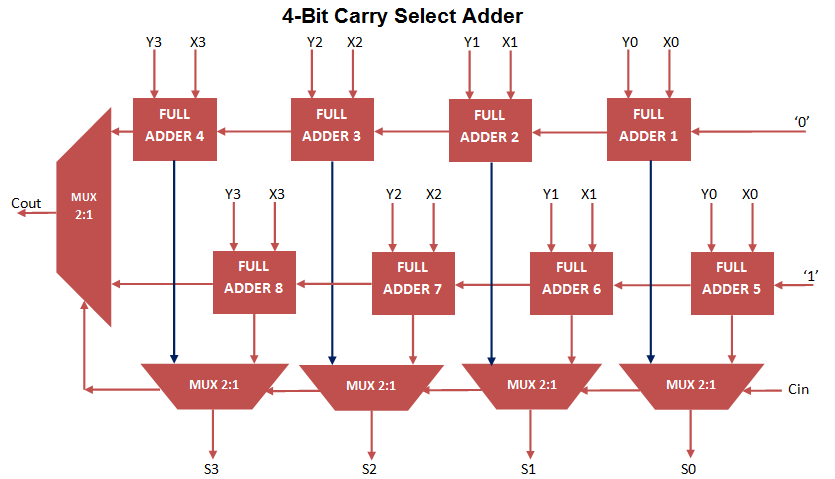 4-Bit Carry Select Adder
Y3 X3 Y2 X2 Y1 X1 Y0 X0
FULL
ADDER 4
FULL
ADDER 3
FULL
ADDER 2
FULL
ADDER 1
‘0’
MUX
2:1
Cout
Y3 X3 Y2 X2 Y1 X1 Y0 X0
FULL
ADDER 8
FULL
ADDER 7
FULL
ADDER 6
FULL
ADDER 5
‘1’
MUX 2:1 MUX 2:1 MUX 2:1 MUX 2:1
Cin
S3 S2 S1 S0